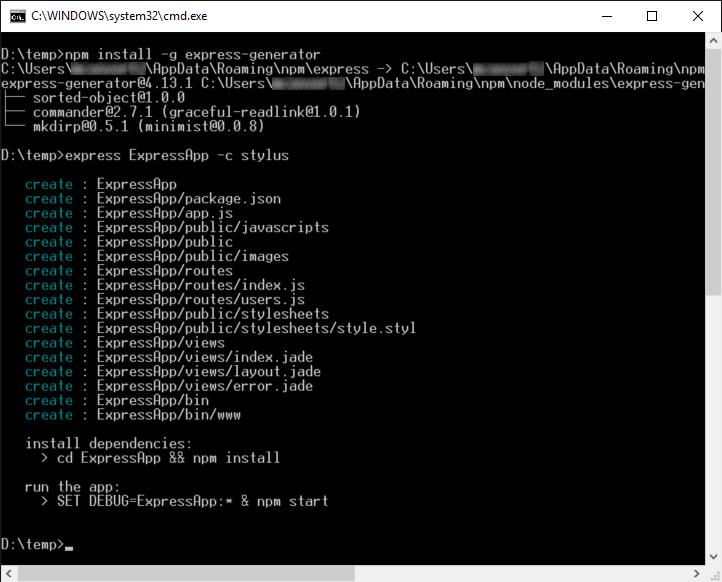 C:\WINDOWS\system32\cmd.exe
D:\temp>npm install -g express-generator
C:\Users\ \AppData\Roaming\npm\express -> C:\Users\ \AppData\Roaming\npm
express-generator@4.13.1 C:\Users\ \AppData\Roaming\npm\node_modules\express-gen
├── sorted-object@1.0.0
├── commander@2.7.1 (graceful-readlink@1.0.1)
└── mkdirp@0.5.1 (minimist@0.0.8)
D:\temp>express ExpressApp -c stylus
create : ExpressApp
create : ExpressApp/package.json
create : ExpressApp/app.js
create : ExpressApp/public/javascripts
create : ExpressApp/public
create : ExpressApp/public/images
create : ExpressApp/routes
create : ExpressApp/routes/index.js
create : ExpressApp/routes/users.js
create : ExpressApp/public/stylesheets
create : ExpressApp/public/stylesheets/style.styl
create : ExpressApp/views
create : ExpressApp/views/index.jade
create : ExpressApp/views/layout.jade
create : ExpressApp/views/error.jade
create : ExpressApp/bin
create : ExpressApp/bin/www
install dependencies:
> cd ExpressApp && npm install
run the app:
> SET DEBUG=ExpressApp:* & npm start
D:\temp>